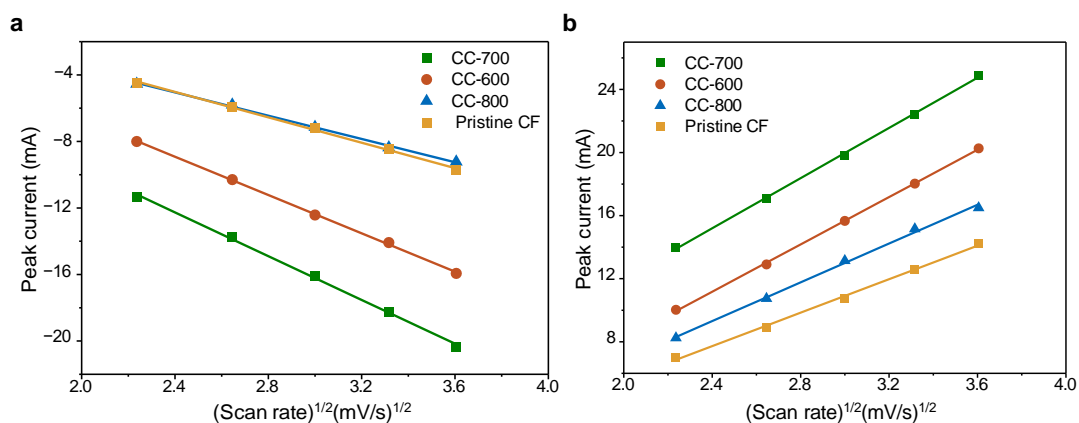 a
CC-700
CC-600
CC-800
Pristine CF
−4
−8
−12
−16
−20
Peak current (mA)
2.0
2.4
2.8
3.2
3.6
4.0
(Scan rate)^1/2(mV/s)^1/2
b
CC-700
CC-600
CC-800
Pristine CF
24
20
16
12
8
Peak current (mA)
2.0
2.4
2.8
3.2
3.6
4.0
(Scan rate)^1/2(mV/s)^1/2